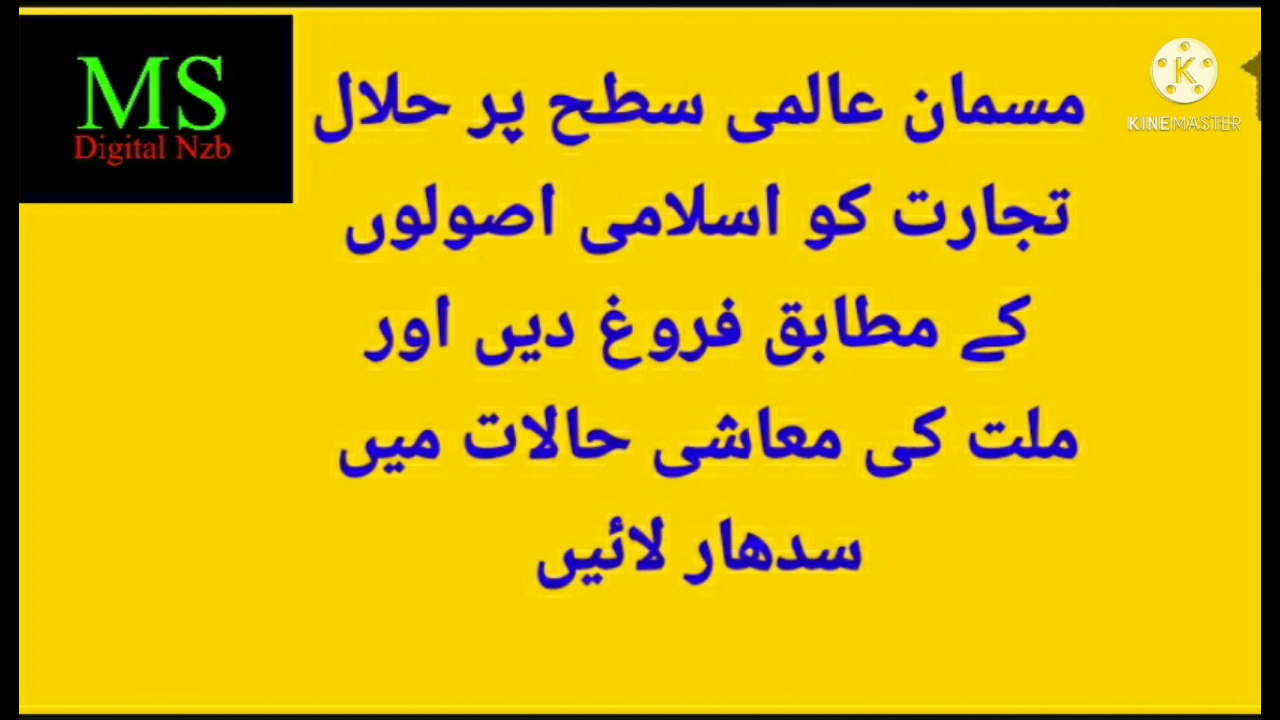 MS
Digital Nzb
K
KINEMASTER
مسمان عالمی سطح پر حلال
تجارت کو اسلامی اصولوں
کے مطابق فروغ دیں اور
ملت کی معاشی حالات میں
سدھار لائیں